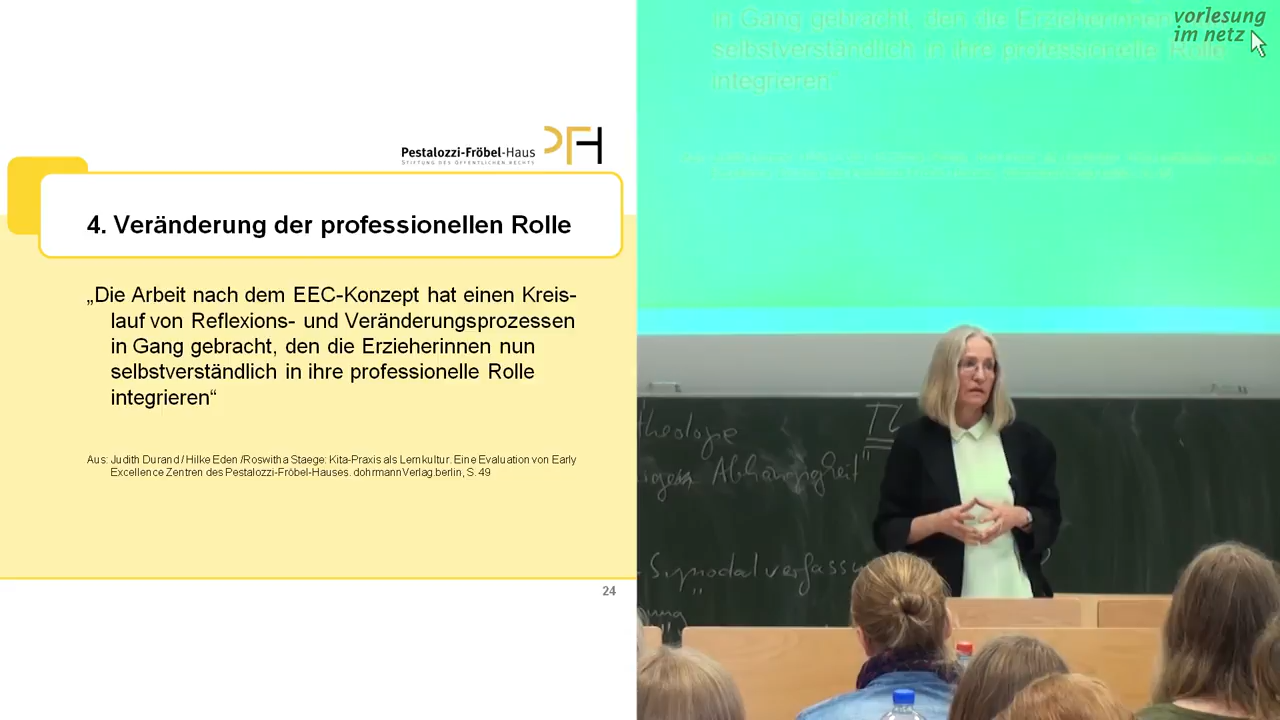 Pestalozzi-Fröbel-Haus
STIFTUNG DES ÖFFENTLICHEN RECHTS
PFH
4. Veränderung der professionellen Rolle
„Die Arbeit nach dem EEC-Konzept hat einen Kreis-
lauf von Reflexions- und Veränderungsprozessen
in Gang gebracht, den die Erzieherinnen nun
selbstverständlich in ihre professionelle Rolle
integrieren“
Aus: Judith Durand / Hilke Eden /Roswitha Staege: Kita-Praxis als Lernkultur. Eine Evaluation von Early
Excellence Zentren des Pestalozzi-Fröbel-Hauses. dohrmannVerlag.berlin, S. 49
24
vorlesung
im netz
in Gang gebracht, den die Erzieherinnen
selbstverständlich in ihre professionelle Rolle
integrieren“
theologie
Abhängigkeit"
Synodalverfassu